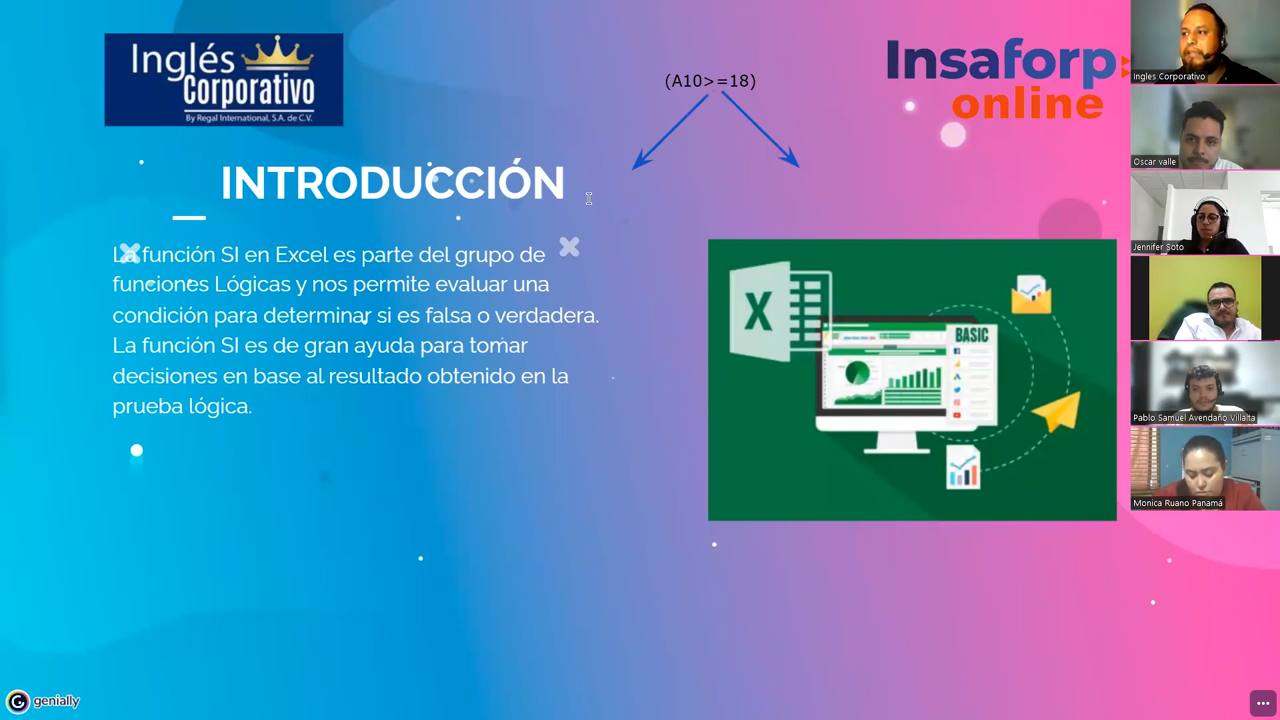 Inglés
Corporativo
By Regal International, S.A. de C.V.
(A10>=18)
Insaforp
online
INTRODUCCIÓN
La función SI en Excel es parte del grupo de
funciones Lógicas y nos permite evaluar una
condición para determinar si es falsa o verdadera.
La función SI es de gran ayuda para tomar
decisiones en base al resultado obtenido en la
prueba lógica.
X
BASIC
Ingles Corporativo
Oscar valle
Jennifer Soto
Pablo Samuel Avendaño Villalta
Monica Ruano Panamá
genially